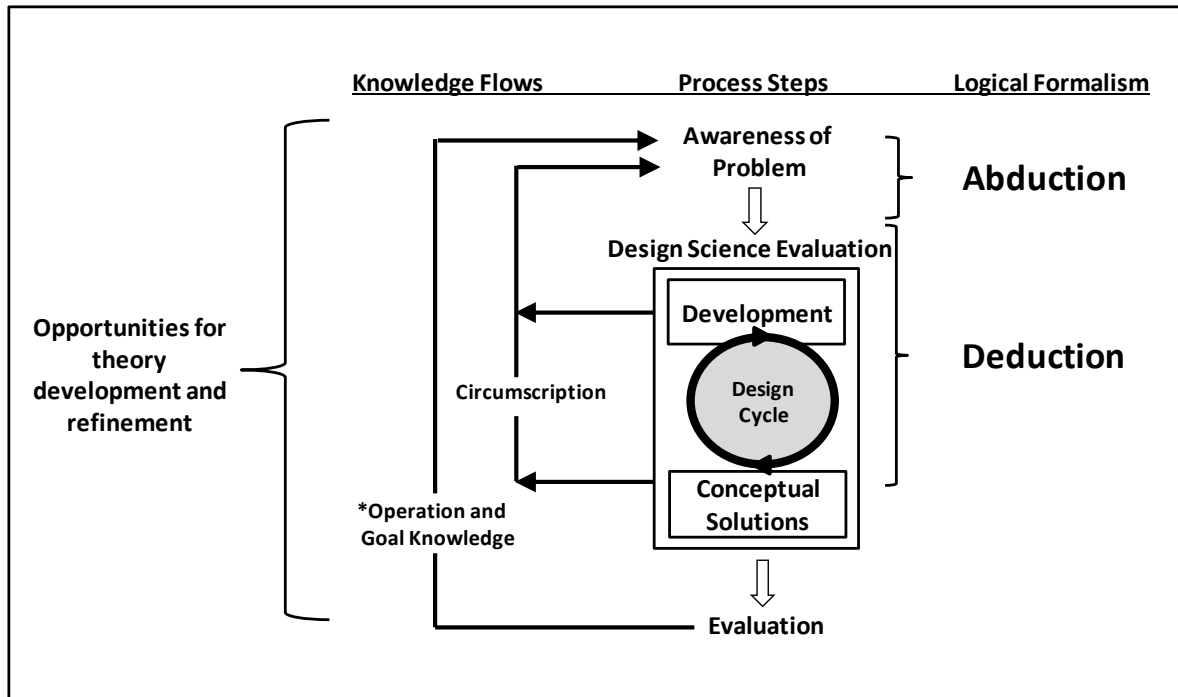 Knowledge Flows
Process Steps
Logical Formalism
Awareness of
Problem
Abduction
Design Science Evaluation
Development
Opportunities for
theory
development and
refinement
Deduction
Circumscription
Design
Cycle
Conceptual
Solutions
*Operation and
Goal Knowledge
Evaluation